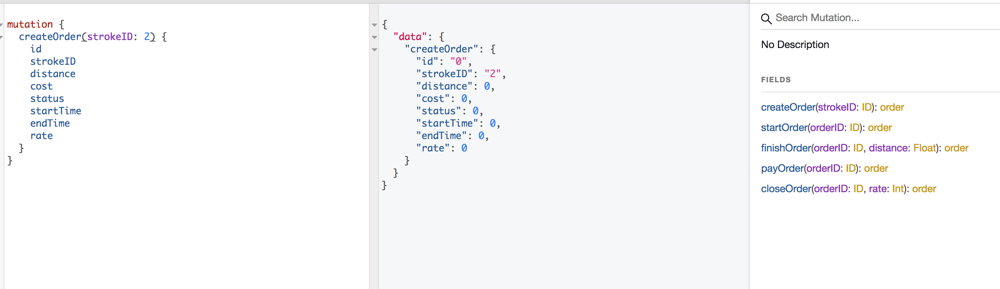 mutation {
createOrder(strokeID: 2) {
id
strokeID
distance
cost
status
startTime
endTime
rate
}
}
{
"data": {
"createOrder": {
"id": "0",
"strokeID": "2",
"distance": 0,
"cost": 0,
"status": 0,
"startTime": 0,
"endTime": 0,
"rate": 0
}
}
}
Search Mutation...
No Description
FIELDS
createOrder(strokeID: ID): order
startOrder(orderID: ID): order
finishOrder(orderID: ID, distance: Float): order
payOrder(orderID: ID): order
closeOrder(orderID: ID, rate: Int): order